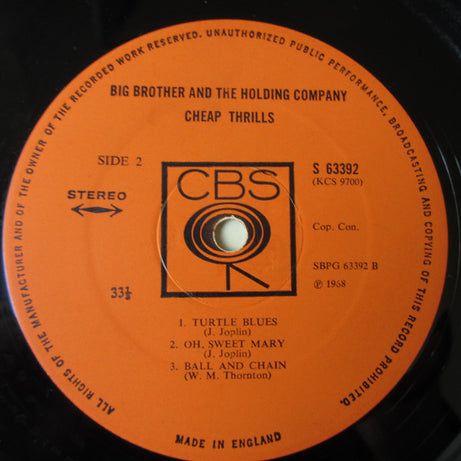 ALL RIGHTS OF THE MANUFACTURER AND OF THE OWNER OF THE RECORDED WORK RESERVED. UNAUTHORIZED PUBLIC PERFORMANCE, BROADCASTING AND COPYING OF THIS RECORD PROHIBITED.
BIG BROTHER AND THE HOLDING COMPANY
CHEAP THRILLS
SIDE 2
S 63392
(KCS 9700)
STEREO
CBS
Cop. Con.
SBPG 63392 B
33⅓
℗ 1968
1. TURTLE BLUES
(J. Joplin)
2. OH, SWEET MARY
(J. Joplin)
3. BALL AND CHAIN
(W. M. Thornton)
MADE IN ENGLAND